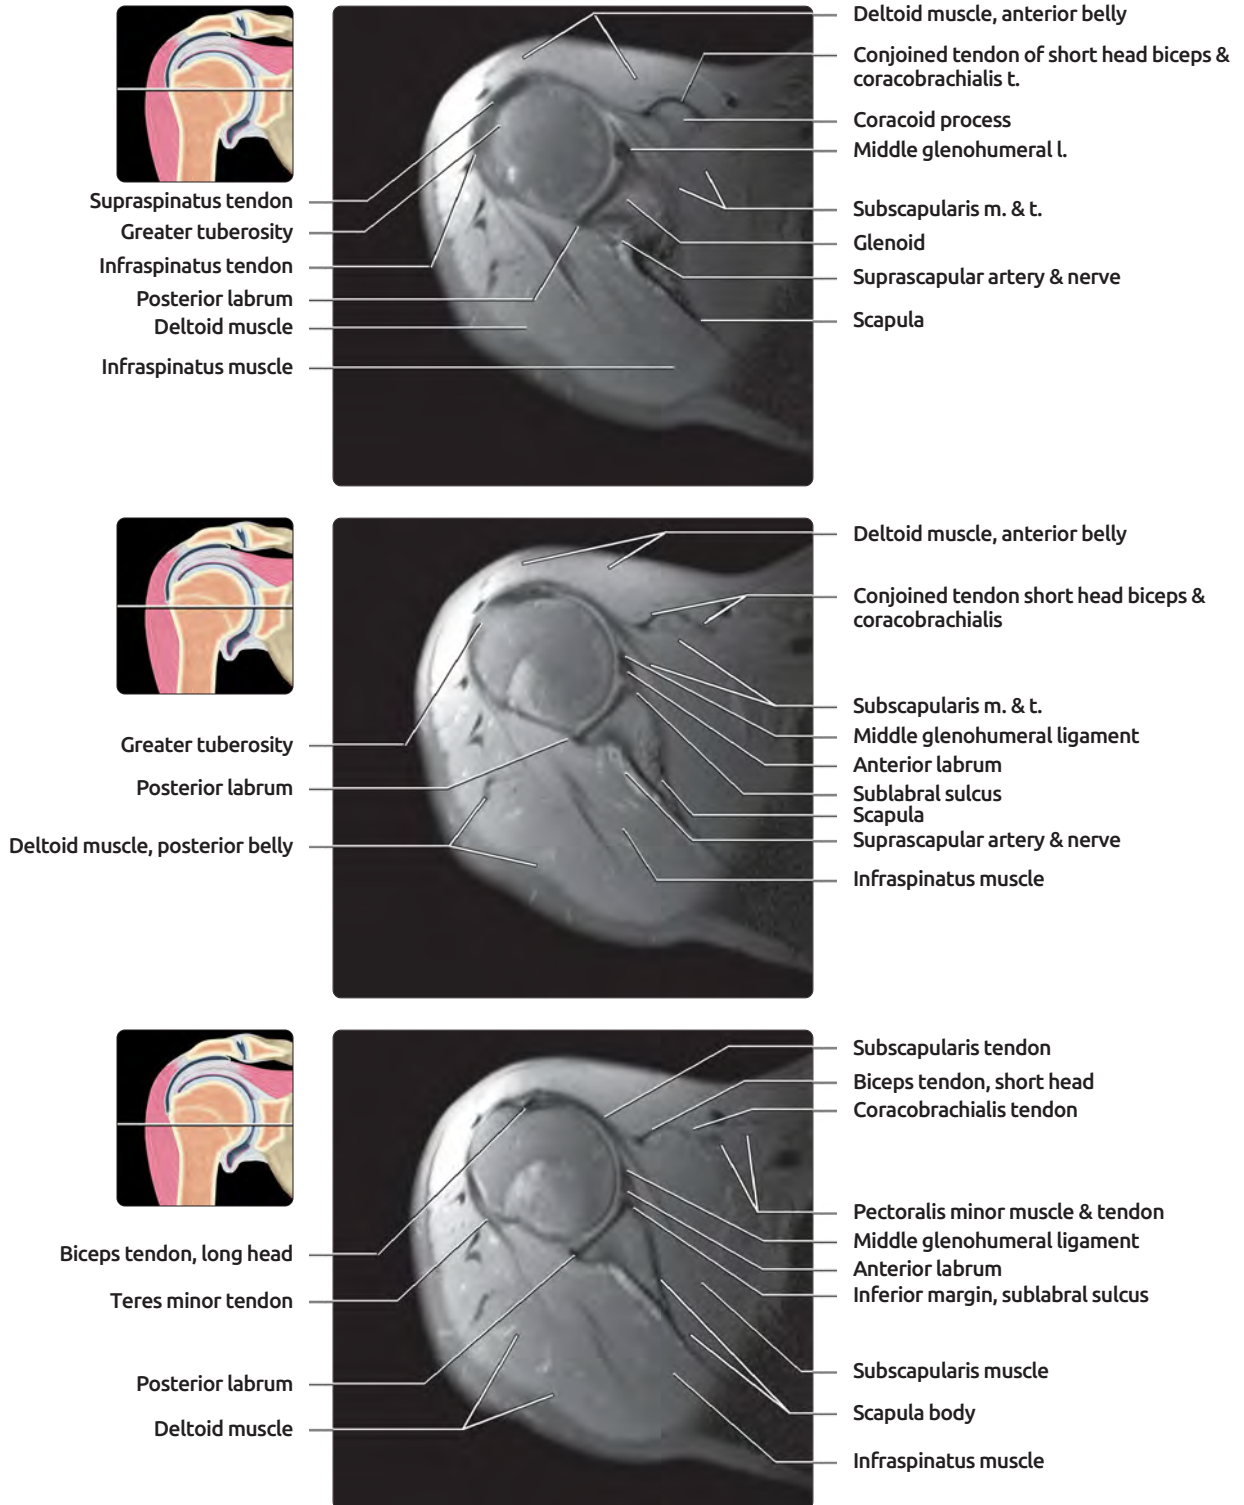 Deltoid muscle, anterior belly
Conjoined tendon of short head biceps &
coracobrachialis t.
Coracoid process
Middle glenohumeral l.
Supraspinatus tendon
Subscapularis m. & t.
Greater tuberosity
Glenoid
Infraspinatus tendon
Suprascapular artery & nerve
Posterior labrum
Deltoid muscle
Scapula
Infraspinatus muscle
Deltoid muscle, anterior belly
Conjoined tendon short head biceps &
coracobrachialis
Subscapularis m. & t.
Middle glenohumeral ligament
Greater tuberosity
Anterior labrum
Posterior labrum
Sublabral sulcus
Scapula
Deltoid muscle, posterior belly
Suprascapular artery & nerve
Infraspinatus muscle
Subscapularis tendon
Biceps tendon, short head
Coracobrachialis tendon
Pectoralis minor muscle & tendon
Middle glenohumeral ligament
Biceps tendon, long head
Anterior labrum
Teres minor tendon
Inferior margin, sublabral sulcus
Subscapularis muscle
Posterior labrum
Scapula body
Deltoid muscle
Infraspinatus muscle